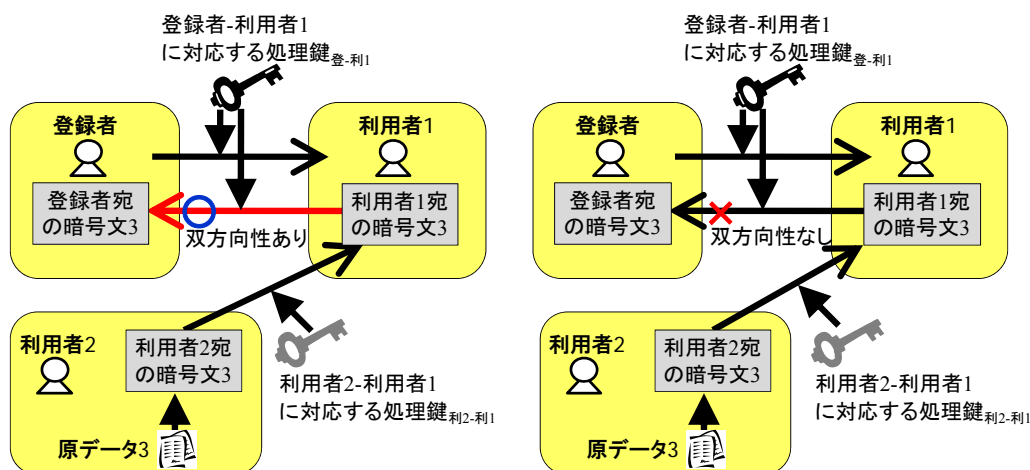 登録者-利用者1
に対応する処理鍵登-利1
登録者
利用者1
登録者宛
の暗号文3
利用者1宛
の暗号文3
双方向性あり
利用者2
利用者2宛
の暗号文3
利用者2-利用者1
に対応する処理鍵利2-利1
原データ3
登録者-利用者1
に対応する処理鍵登-利1
登録者
利用者1
登録者宛
の暗号文3
利用者1宛
の暗号文3
双方向性なし
利用者2
利用者2宛
の暗号文3
利用者2-利用者1
に対応する処理鍵利2-利1
原データ3